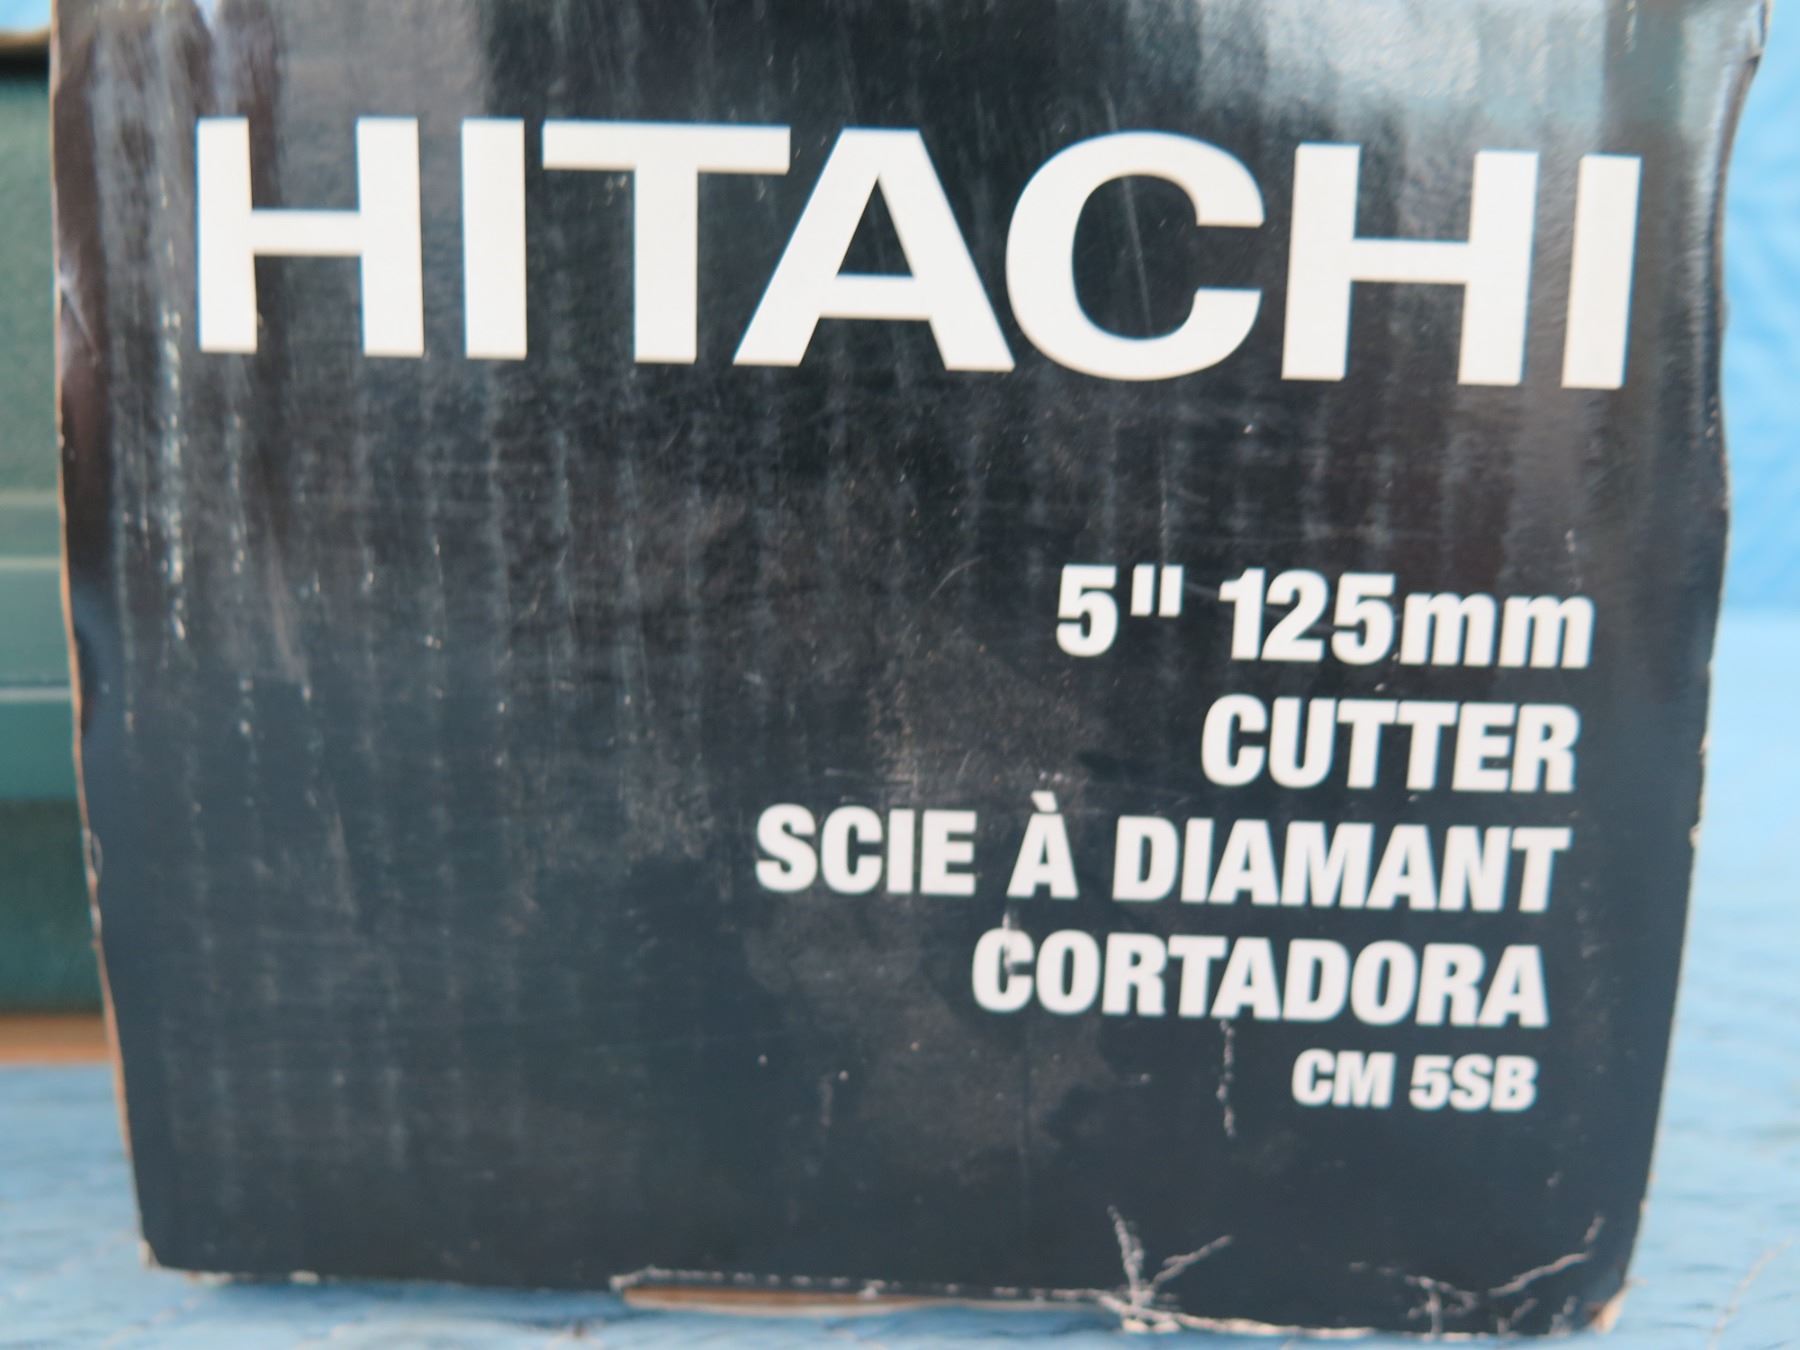 HITACHI
5" 125mm
CUTTER
SCIE À DIAMANT
CORTADORA
CM 5SB